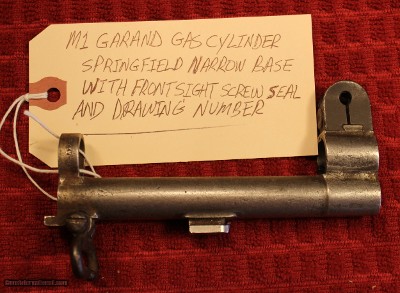 M1 GARAND GAS CYLINDER
SPRINGFIELD NARROW BASE
WITH FRONT SIGHT SCREW SEAL
AND DRAWING NUMBER